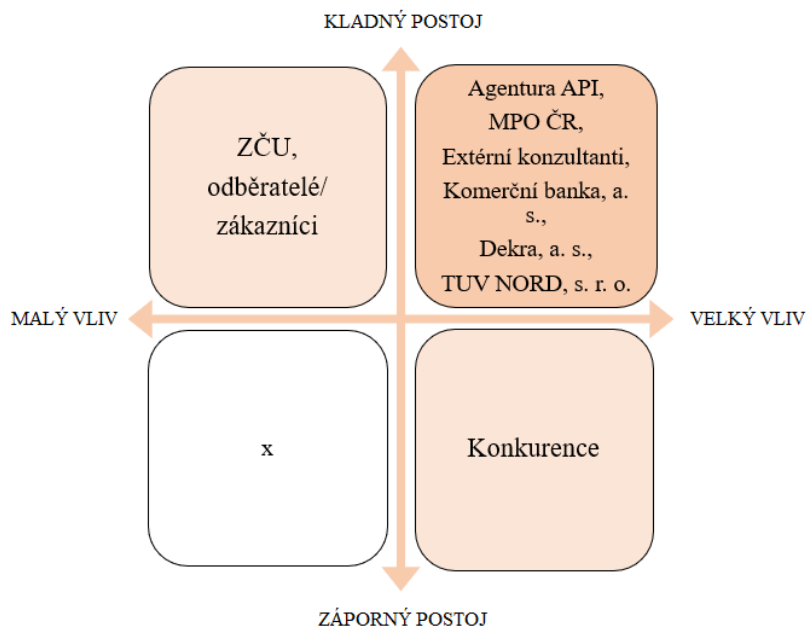 KLADNÝ POSTOJ
ZČU,
odběratelé/
zákazníci
Agentura API,
MPO ČR,
Extérní konzultanti,
Komerční banka, a.
s.,
Dekra, a. s.,
TUV NORD, s. r. o.
MALÝ VLIV
VELKÝ VLIV
x
Konkurence
ZÁPORNÝ POSTOJ